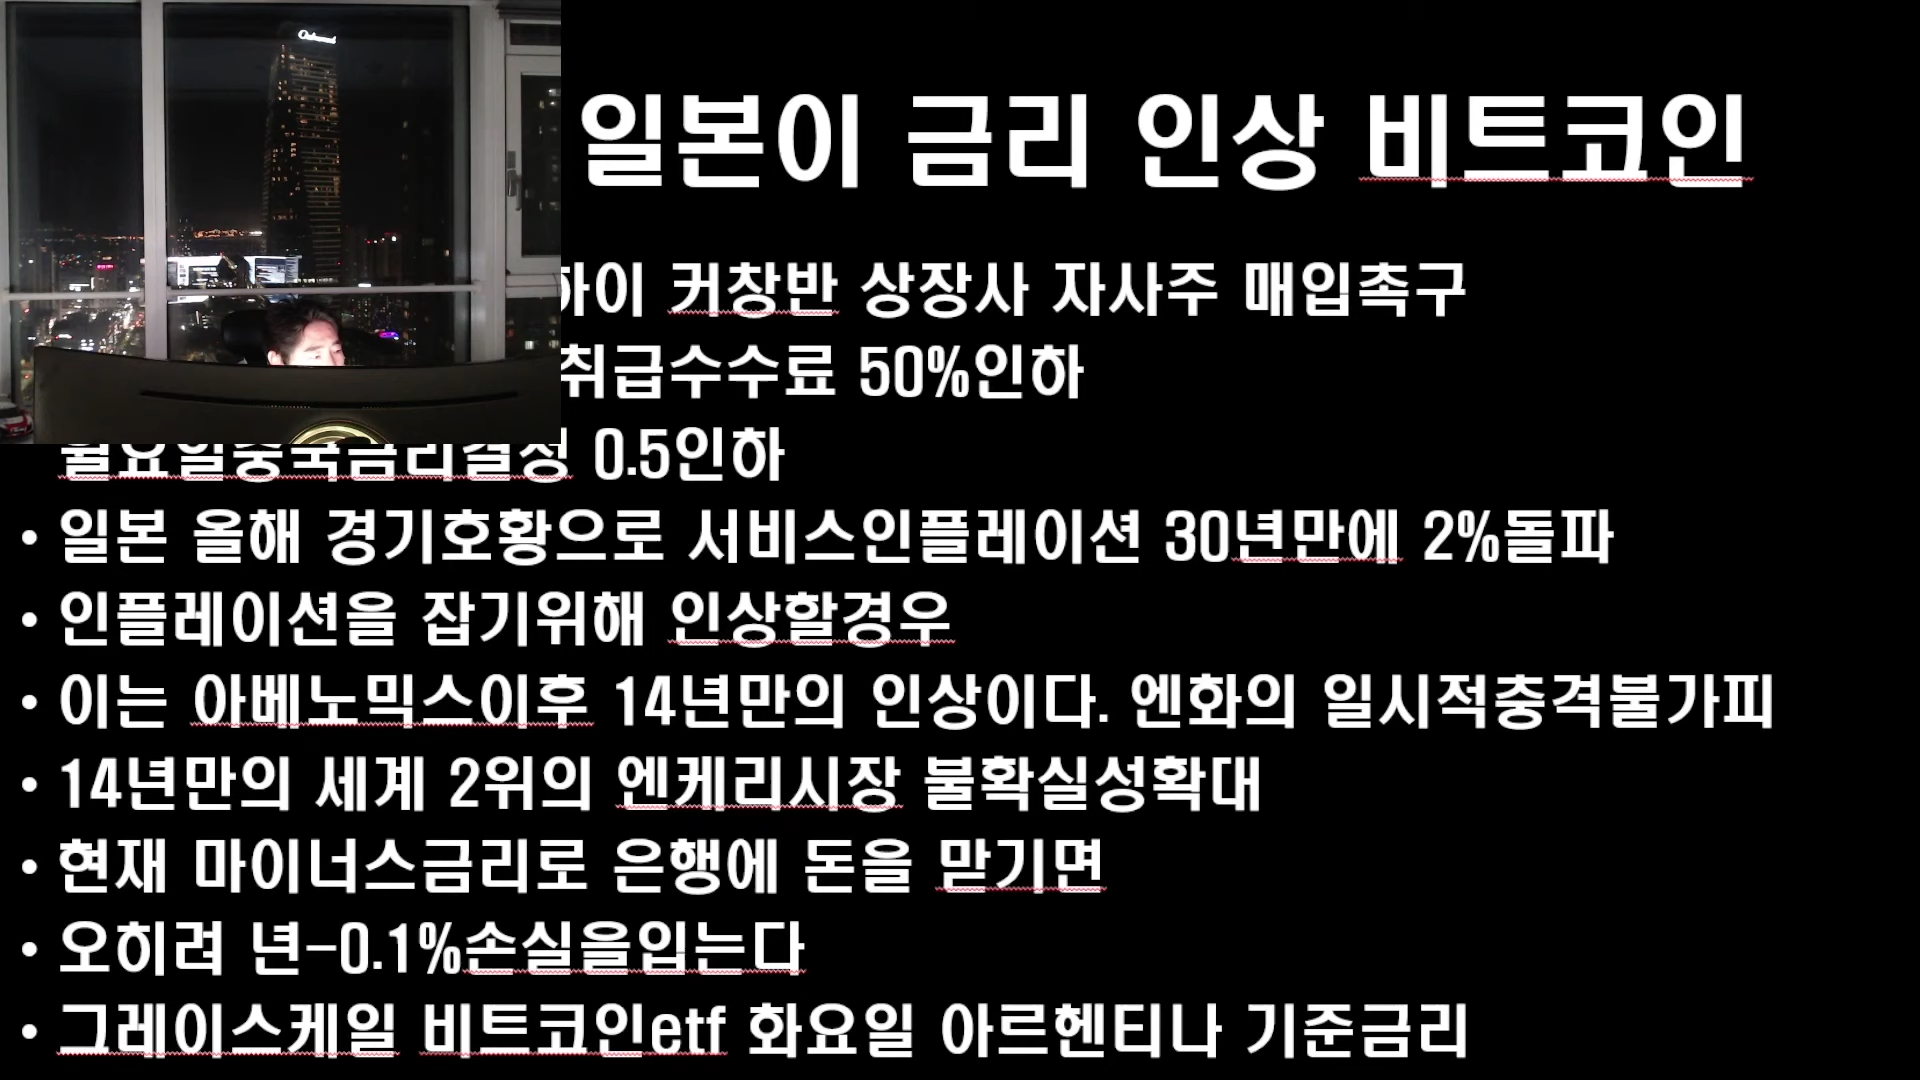 일본이 금리 인상 비트코인
하이 커창반 상장사 자사주 매입촉구
취급수수료 50%인하
월요일중국금리결정 0.5인하
• 일본 올해 경기호황으로 서비스인플레이션 30년만에 2%돌파
• 인플레이션을 잡기위해 인상할경우
• 이는 아베노믹스이후 14년만의 인상이다. 엔화의 일시적충격불가피
• 14년만의 세계 2위의 엔케리시장 불확실성확대
• 현재 마이너스금리로 은행에 돈을 맏기면
• 오히려 년-0.1%손실을입는다
• 그레이스케일 비트코인etf 화요일 아르헨티나 기준금리